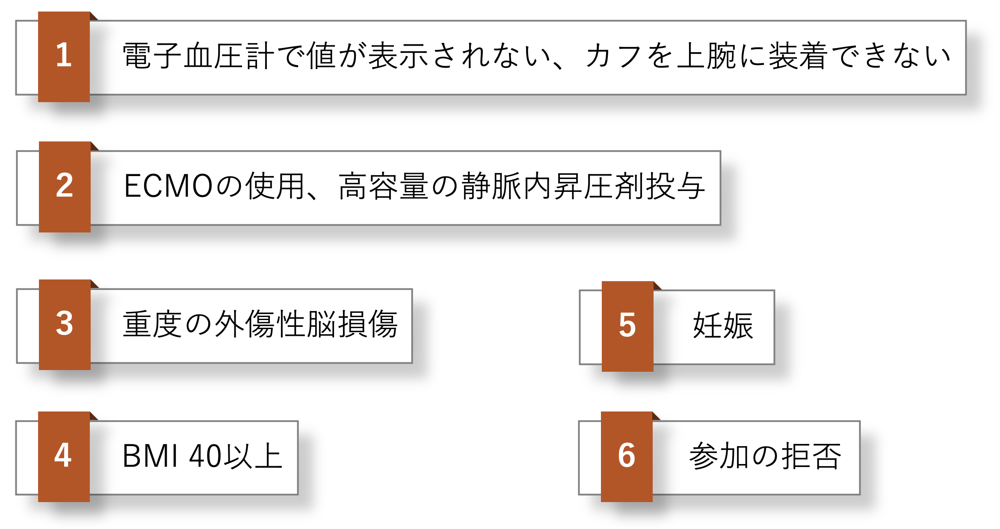 1 電子血圧計で値が表示されない、カフを上腕に装着できない
2 ECMOの使用、高容量の静脈内昇圧剤投与
3 重度の外傷性脳損傷
4 BMI 40以上
5 妊娠
6 参加の拒否